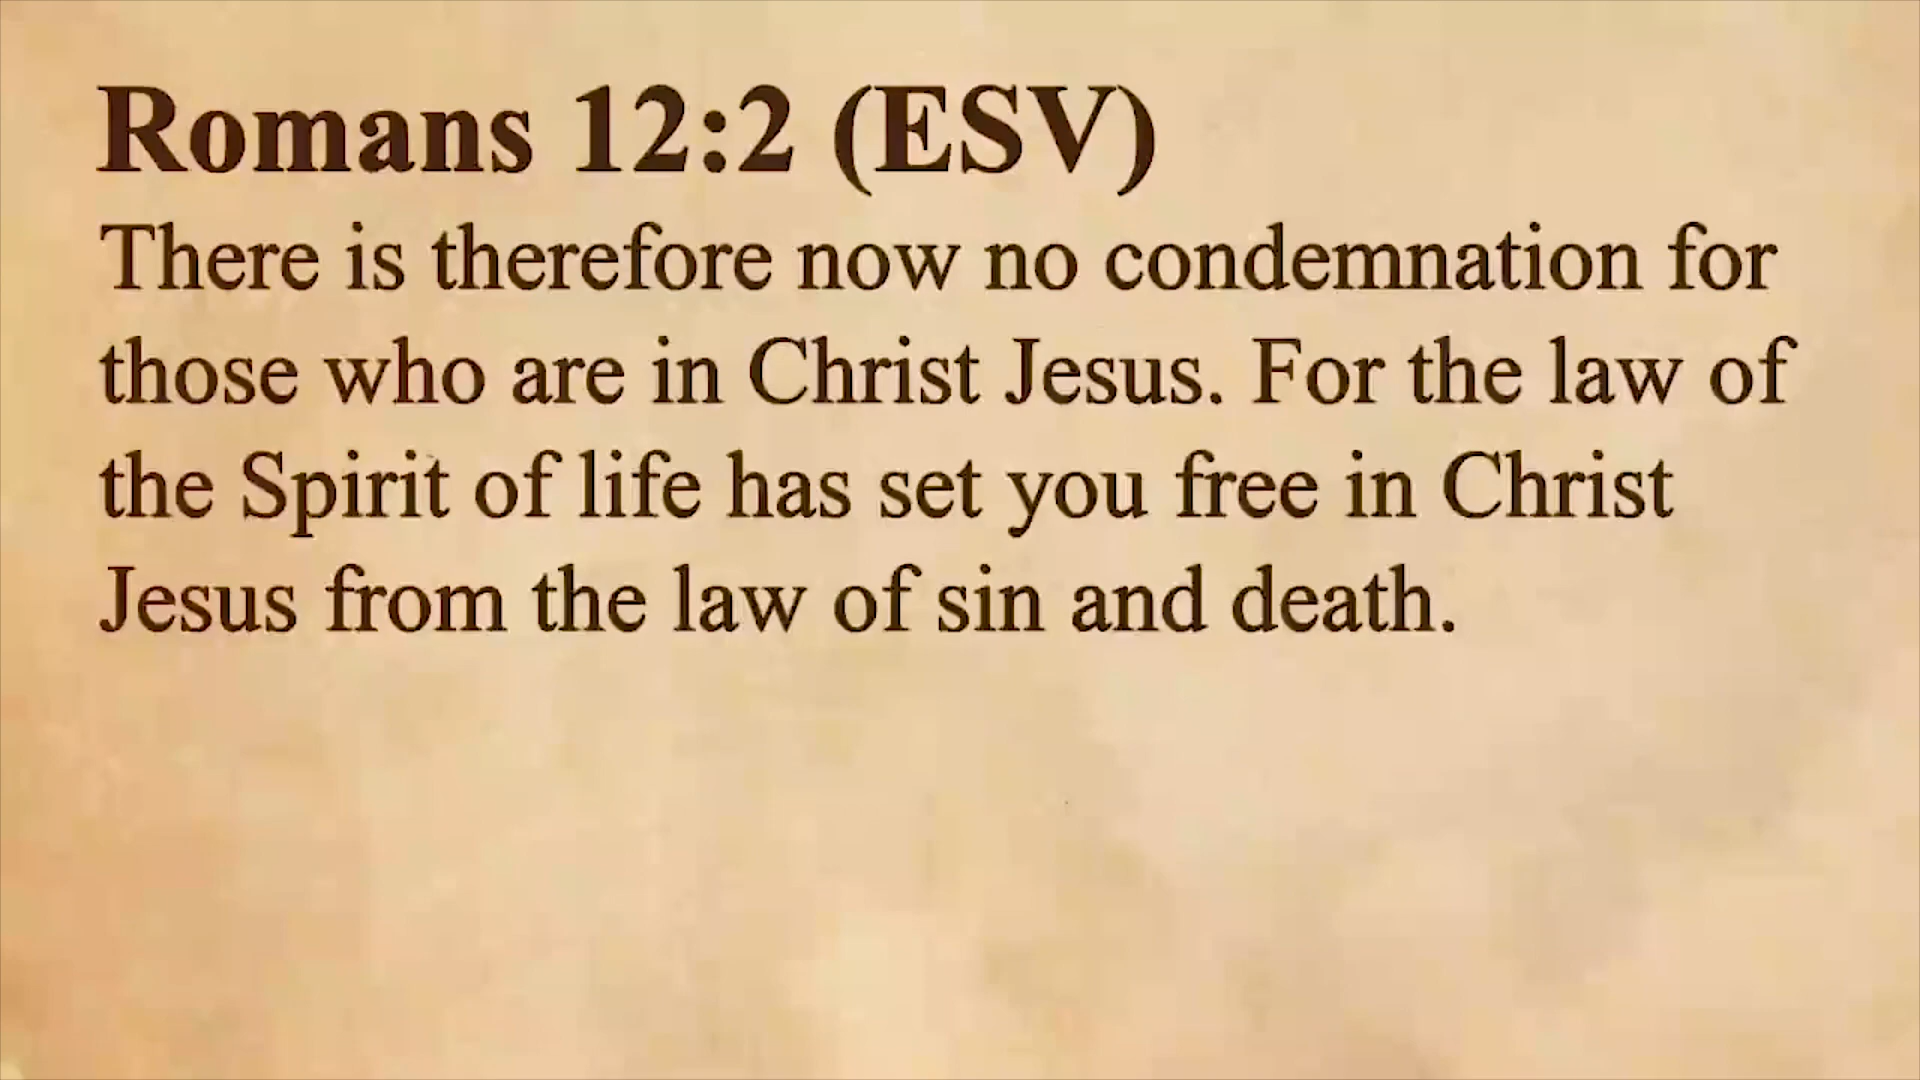 Romans 12:2 (ESV)
There is therefore now no condemnation for
those who are in Christ Jesus. For the law of
the Spirit of life has set you free in Christ
Jesus from the law of sin and death.